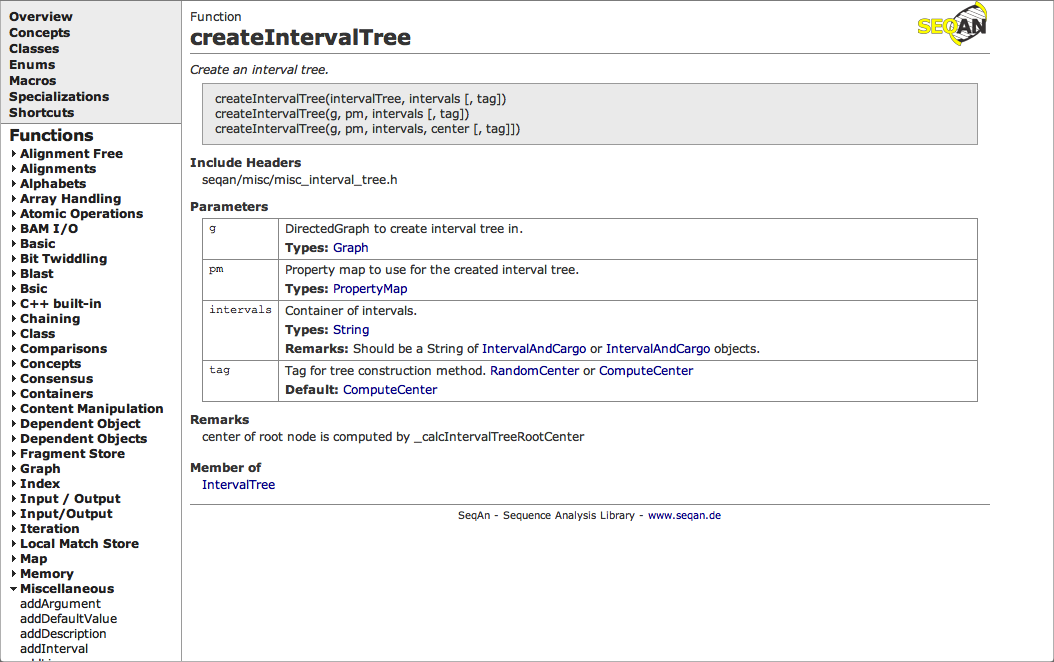 Overview
Concepts
Classes
Enums
Macros
Specializations
Shortcuts
Functions
Alignment Free
Alignments
Alphabets
Array Handling
Atomic Operations
BAM I/O
Basic
Bit Twiddling
Blast
Bsic
C++ built-in
Chaining
Class
Comparisons
Concepts
Consensus
Containers
Content Manipulation
Dependent Object
Dependent Objects
Fragment Store
Graph
Index
Input / Output
Input/Output
Iteration
Local Match Store
Map
Memory
Miscellaneous
addArgument
addDefaultValue
addDescription
addInterval
Function
SEQAN
createIntervalTree
Create an interval tree.
createIntervalTree(intervalTree, intervals [, tag])
createIntervalTree(g, pm, intervals [, tag])
createIntervalTree(g, pm, intervals, center [, tag]])
Include Headers
seqan/misc/misc_interval_tree.h
Parameters
g DirectedGraph to create interval tree in.
Types: Graph
pm Property map to use for the created interval tree.
Types: PropertyMap
intervals Container of intervals.
Types: String
Remarks: Should be a String of IntervalAndCargo or IntervalAndCargo objects.
tag Tag for tree construction method. RandomCenter or ComputeCenter
Default: ComputeCenter
Remarks
center of root node is computed by _calcIntervalTreeRootCenter
Member of
IntervalTree
SeqAn - Sequence Analysis Library - www.seqan.de